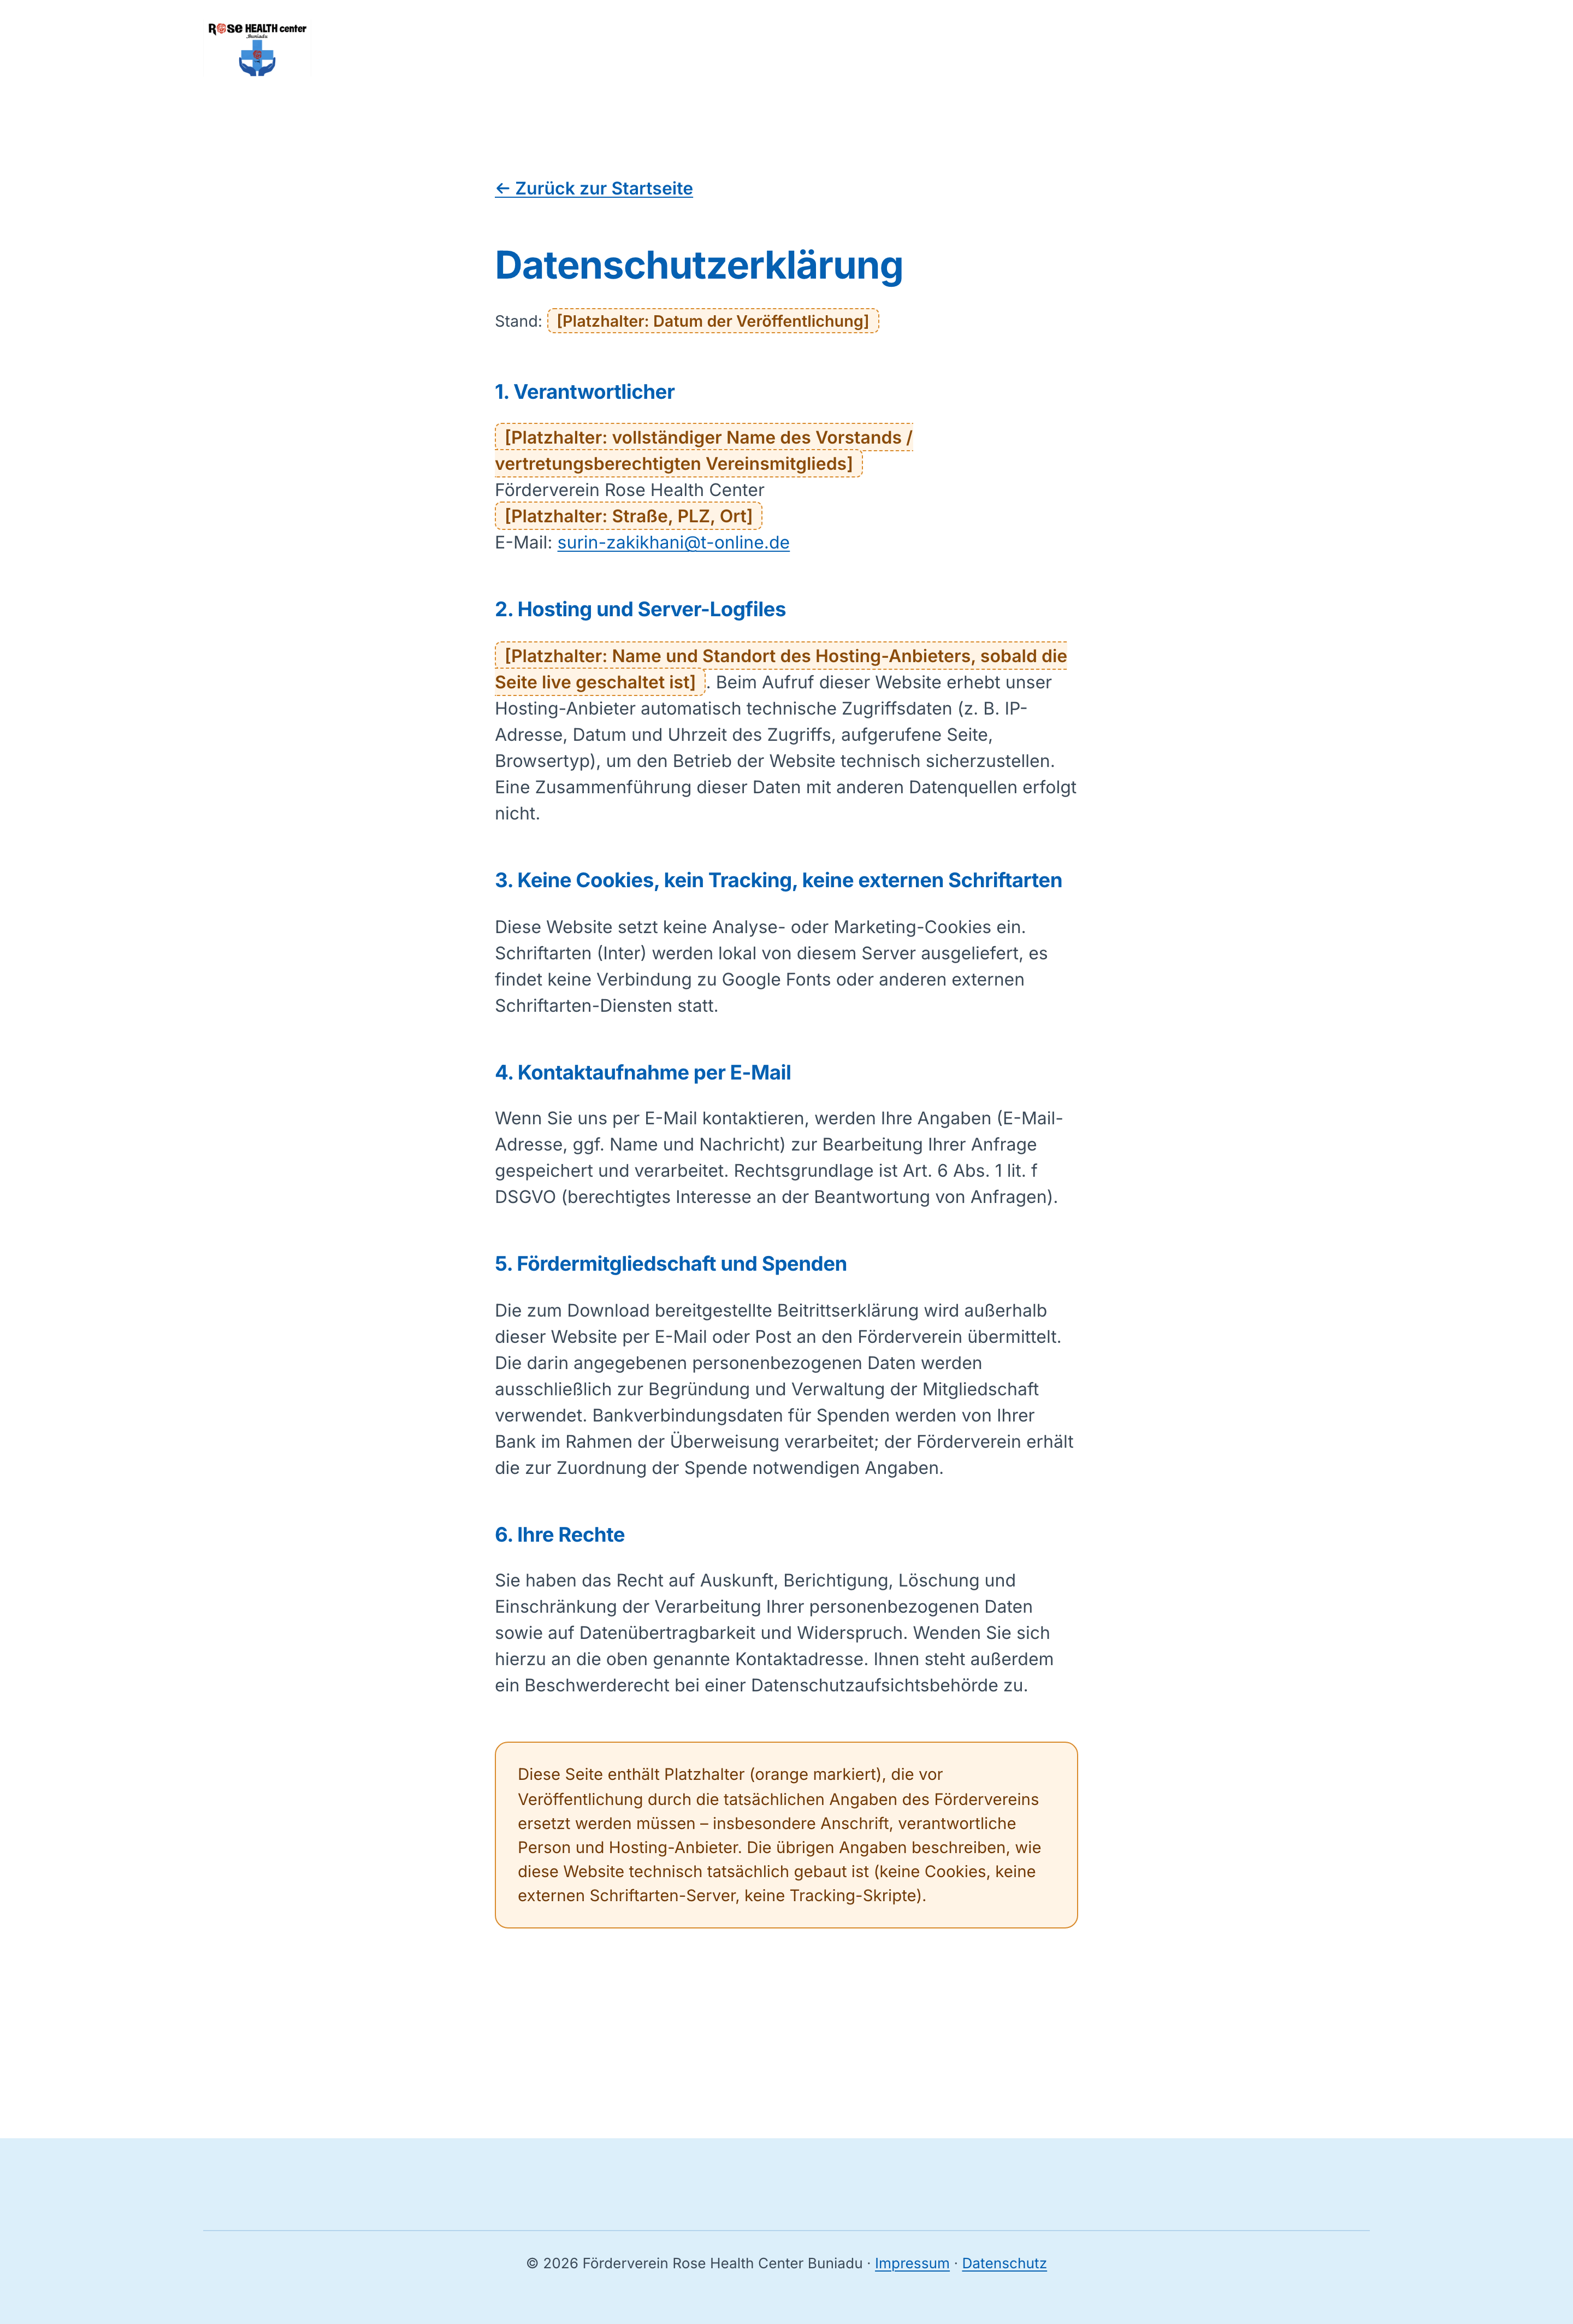 Rose HEALTH center
Buniadu
← Zurück zur Startseite
Datenschutzerklärung
Stand: [Platzhalter: Datum der Veröffentlichung]
1. Verantwortlicher
[Platzhalter: vollständiger Name des Vorstands /
vertretungsberechtigten Vereinsmitglieds]
Förderverein Rose Health Center
[Platzhalter: Straße, PLZ, Ort]
E-Mail: surin-zakikhani@t-online.de
2. Hosting und Server-Logfiles
[Platzhalter: Name und Standort des Hosting-Anbieters, sobald die
Seite live geschaltet ist] . Beim Aufruf dieser Website erhebt unser
Hosting-Anbieter automatisch technische Zugriffsdaten (z. B. IP-
Adresse, Datum und Uhrzeit des Zugriffs, aufgerufene Seite,
Browsertyp), um den Betrieb der Website technisch sicherzustellen.
Eine Zusammenführung dieser Daten mit anderen Datenquellen erfolgt
nicht.
3. Keine Cookies, kein Tracking, keine externen Schriftarten
Diese Website setzt keine Analyse- oder Marketing-Cookies ein.
Schriftarten (Inter) werden lokal von diesem Server ausgeliefert, es
findet keine Verbindung zu Google Fonts oder anderen externen
Schriftarten-Diensten statt.
4. Kontaktaufnahme per E-Mail
Wenn Sie uns per E-Mail kontaktieren, werden Ihre Angaben (E-Mail-
Adresse, ggf. Name und Nachricht) zur Bearbeitung Ihrer Anfrage
gespeichert und verarbeitet. Rechtsgrundlage ist Art. 6 Abs. 1 lit. f
DSGVO (berechtigtes Interesse an der Beantwortung von Anfragen).
5. Fördermitgliedschaft und Spenden
Die zum Download bereitgestellte Beitrittserklärung wird außerhalb
dieser Website per E-Mail oder Post an den Förderverein übermittelt.
Die darin angegebenen personenbezogenen Daten werden
ausschließlich zur Begründung und Verwaltung der Mitgliedschaft
verwendet. Bankverbindungsdaten für Spenden werden von Ihrer
Bank im Rahmen der Überweisung verarbeitet; der Förderverein erhält
die zur Zuordnung der Spende notwendigen Angaben.
6. Ihre Rechte
Sie haben das Recht auf Auskunft, Berichtigung, Löschung und
Einschränkung der Verarbeitung Ihrer personenbezogenen Daten
sowie auf Datenübertragbarkeit und Widerspruch. Wenden Sie sich
hierzu an die oben genannte Kontaktadresse. Ihnen steht außerdem
ein Beschwerderecht bei einer Datenschutzaufsichtsbehörde zu.
Diese Seite enthält Platzhalter (orange markiert), die vor
Veröffentlichung durch die tatsächlichen Angaben des Fördervereins
ersetzt werden müssen – insbesondere Anschrift, verantwortliche
Person und Hosting-Anbieter. Die übrigen Angaben beschreiben, wie
diese Website technisch tatsächlich gebaut ist (keine Cookies, keine
externen Schriftarten-Server, keine Tracking-Skripte).
© 2026 Förderverein Rose Health Center Buniadu · Impressum · Datenschutz